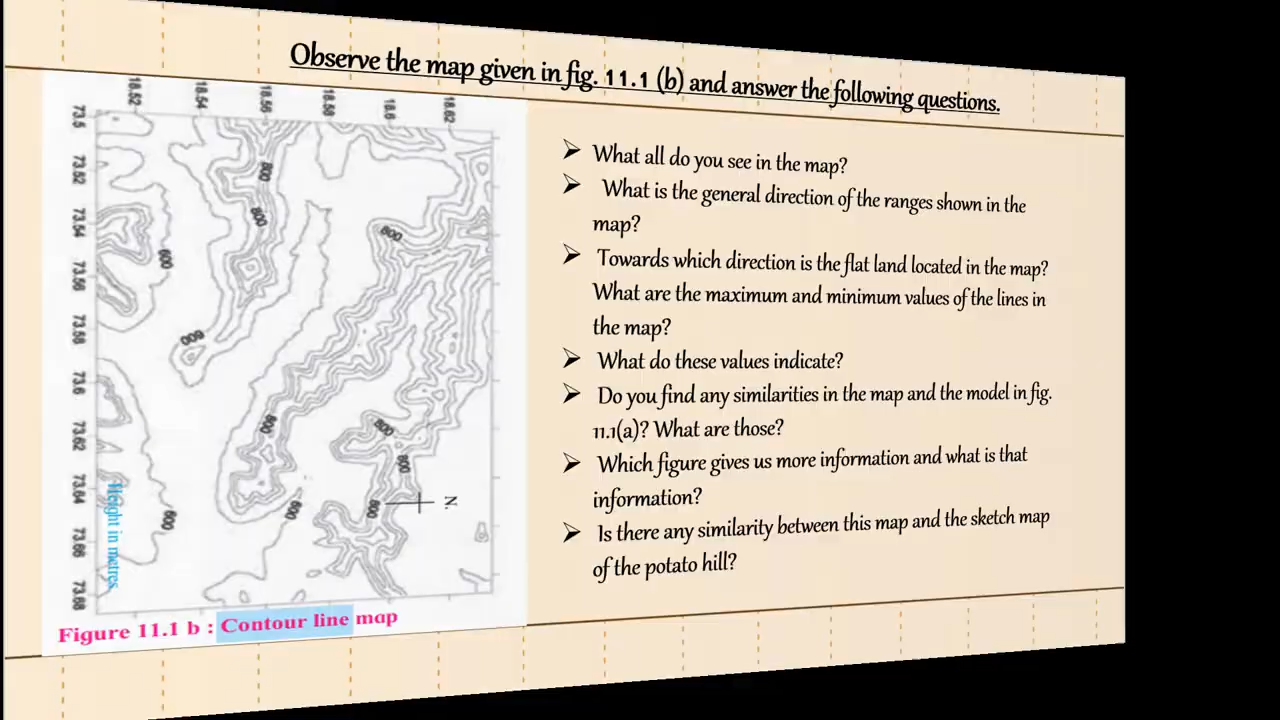 Observe the map given in fig. 11.1 (b) and answer the following questions.
18.52
18.54
18.56
18.58
18.6
18.62
73.5
73.52
73.54
73.56
73.58
73.6
73.62
73.64
73.66
73.68
800
800
800
600
600
800
800
800
800
600
600
N
Height in metres
Figure 11.1 b : Contour line map
➢ What all do you see in the map?
➢ What is the general direction of the ranges shown in the
map?
➢ Towards which direction is the flat land located in the map?
What are the maximum and minimum values of the lines in
the map?
➢ What do these values indicate?
➢ Do you find any similarities in the map and the model in fig.
11.1(a)? What are those?
➢ Which figure gives us more information and what is that
information?
➢ Is there any similarity between this map and the sketch map
of the potato hill?